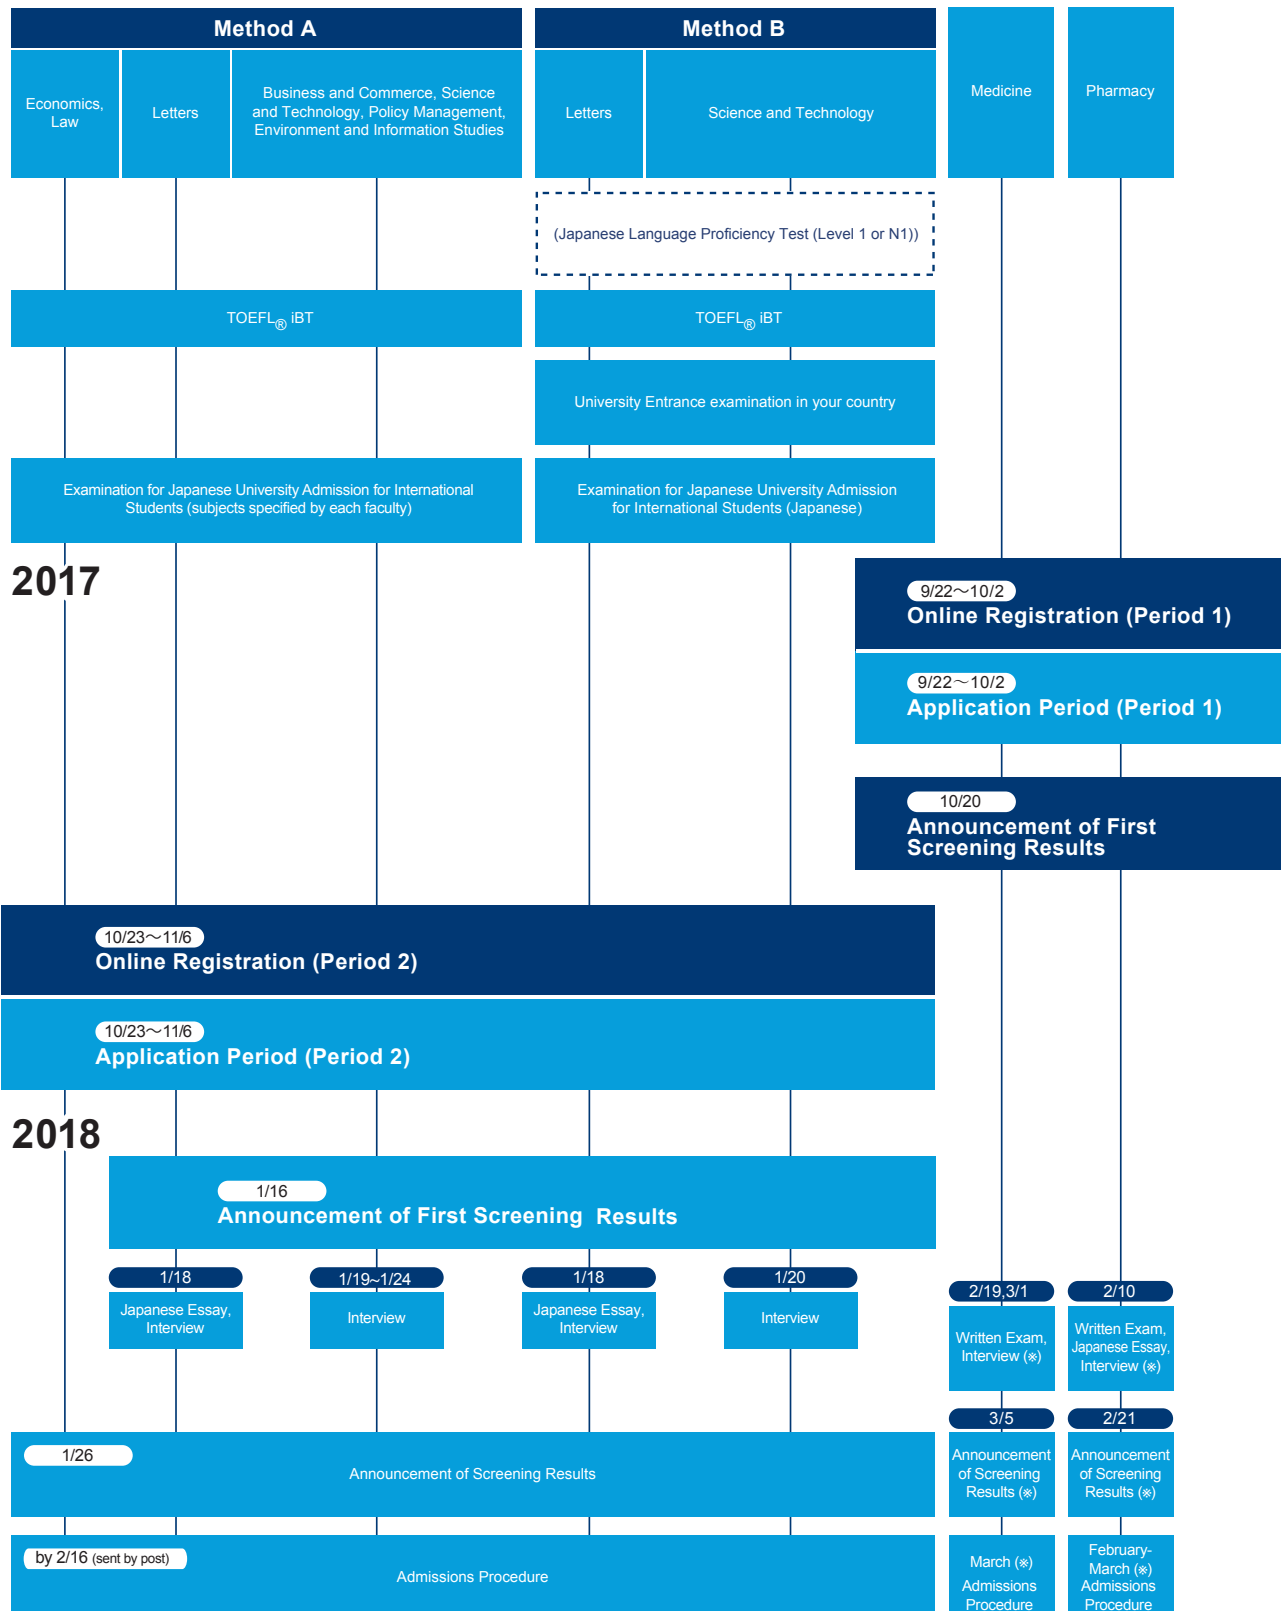 Method A
Method B
Economics,
Law
Letters
Business and Commerce, Science
and Technology, Policy Management,
Environment and Information Studies
Letters
Science and Technology
Medicine
Pharmacy
(Japanese Language Proficiency Test (Level 1 or N1))
TOEFL® iBT
TOEFL® iBT
University Entrance examination in your country
Examination for Japanese University Admission for International
Students (subjects specified by each faculty)
Examination for Japanese University Admission
for International Students (Japanese)
2017
9/22〜10/2
Online Registration (Period 1)
9/22〜10/2
Application Period (Period 1)
10/20
Announcement of First
Screening Results
10/23〜11/6
Online Registration (Period 2)
10/23〜11/6
Application Period (Period 2)
2018
1/16
Announcement of First Screening Results
1/18
Japanese Essay,
Interview
1/19~1/24
Interview
1/18
Japanese Essay,
Interview
1/20
Interview
2/19,3/1
Written Exam,
Interview (※)
2/10
Written Exam,
Japanese Essay,
Interview (※)
1/26
Announcement of Screening Results
3/5
Announcement
of Screening
Results (※)
2/21
Announcement
of Screening
Results (※)
by 2/16 (sent by post)
Admissions Procedure
March (※)
Admissions
Procedure
February-
March (※)
Admissions
Procedure